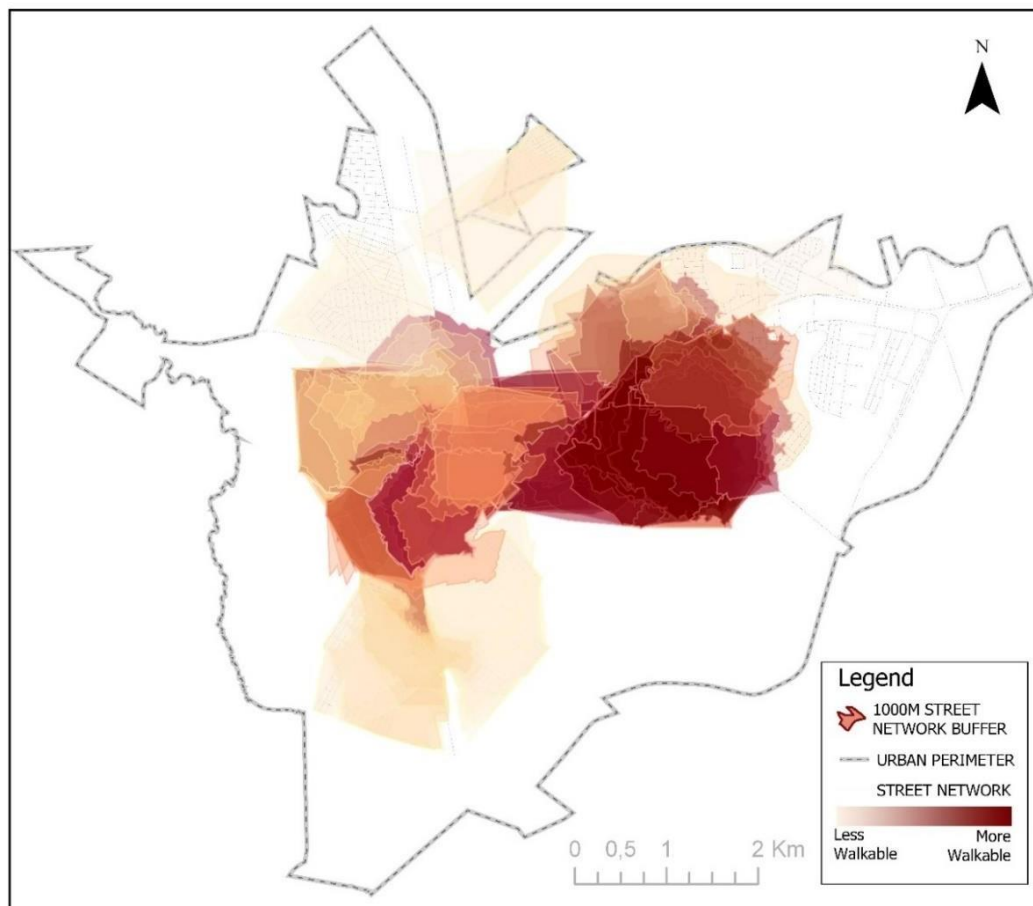 N
Legend
1000M STREET
NETWORK BUFFER
URBAN PERIMETER
STREET NETWORK
Less
Walkable
More
Walkable
0 0,5 1 2 Km